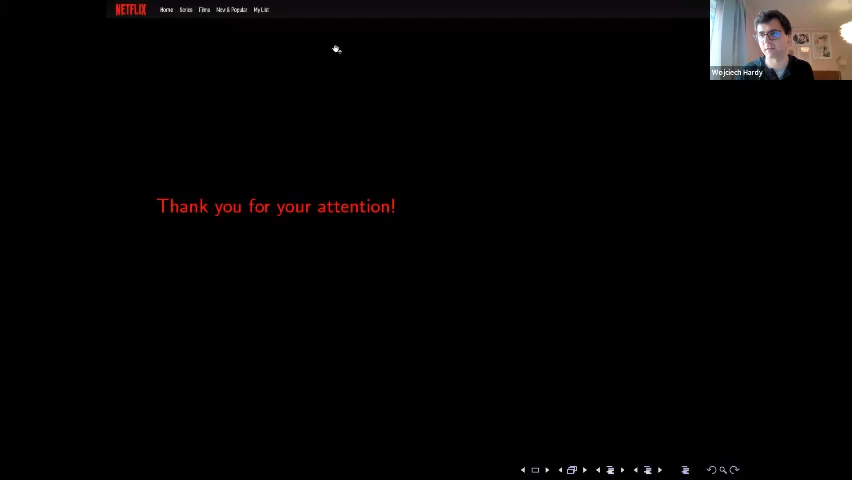 NETFLIX Home Series Films New & Popular My List
Wojciech Hardy
Thank you for your attention!